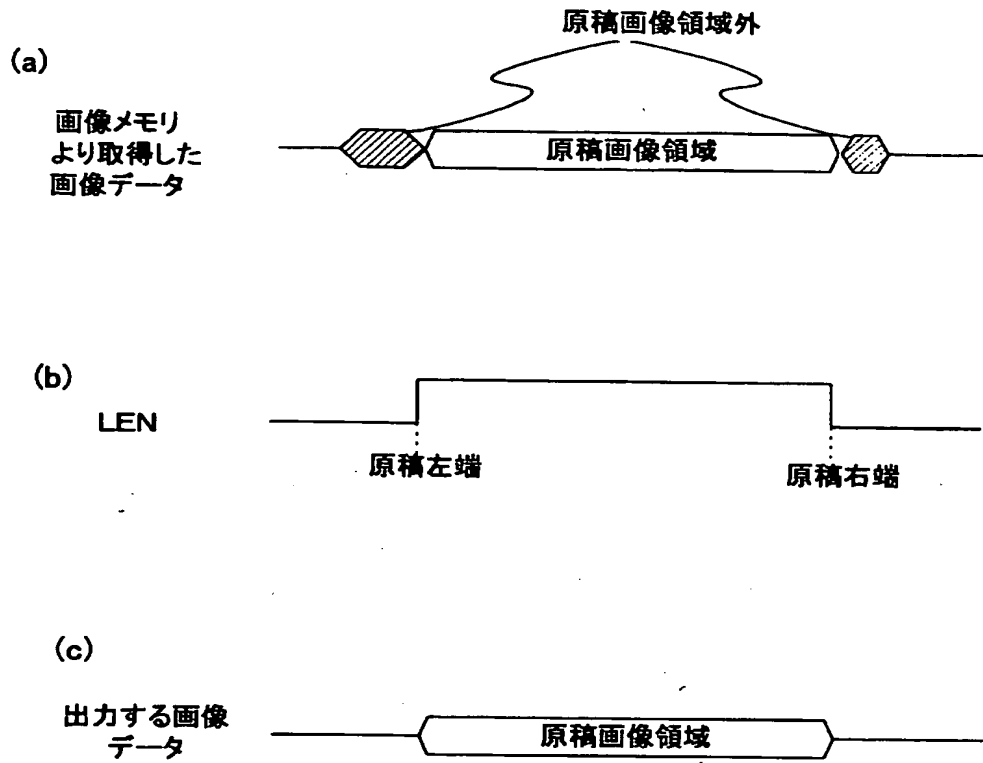 原稿画像領域外
(a)
画像メモリ
より取得した
画像データ
原稿画像領域
(b)
LEN
原稿左端
原稿右端
(c)
出力する画像
データ
原稿画像領域